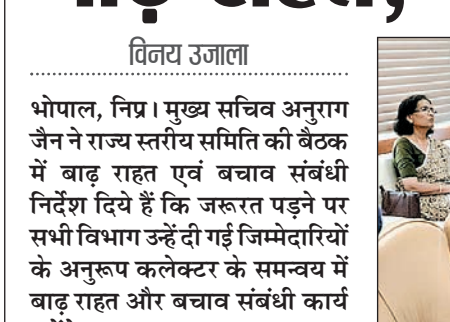 विनय उजाला
भोपाल, निप्र। मुख्य सचिव अनुराग
जैन ने राज्य स्तरीय समिति की बैठक
में बाढ़ राहत एवं बचाव संबंधी
निर्देश दिये हैं कि जरूरत पड़ने पर
सभी विभाग उन्हें दी गई जिम्मेदारियों
के अनुरूप कलेक्टर के समन्वय में
बाढ़ राहत और बचाव संबंधी कार्य